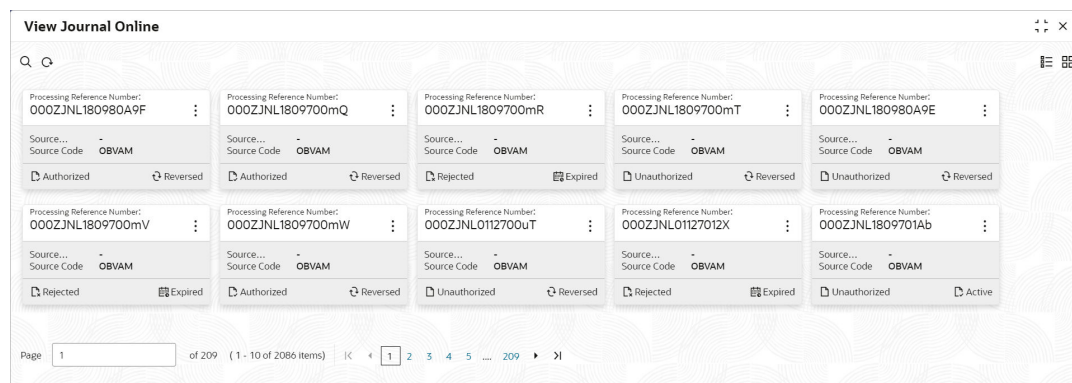 View Journal Online
Processing Reference Number:
000ZJNL180980A9F
Source... -
Source Code OBVAM
Authorized Reversed
Processing Reference Number:
000ZJNL1809700mQ
Source... -
Source Code OBVAM
Authorized Reversed
Processing Reference Number:
000ZJNL1809700mR
Source... -
Source Code OBVAM
Rejected Expired
Processing Reference Number:
000ZJNL1809700mT
Source... -
Source Code OBVAM
Unauthorized Reversed
Processing Reference Number:
000ZJNL180980A9E
Source... -
Source Code OBVAM
Unauthorized Reversed
Processing Reference Number:
000ZJNL1809700mV
Source... -
Source Code OBVAM
Rejected Expired
Processing Reference Number:
000ZJNL1809700mW
Source... -
Source Code OBVAM
Authorized Reversed
Processing Reference Number:
000ZJNL0112700uT
Source... -
Source Code OBVAM
Unauthorized Reversed
Processing Reference Number:
000ZJNL01127012X
Source... -
Source Code OBVAM
Rejected Expired
Processing Reference Number:
000ZJNL1809701Ab
Source... -
Source Code OBVAM
Unauthorized Active
Page 1 of 209 ( 1 - 10 of 2086 items) 1 2 3 4 5 .... 209